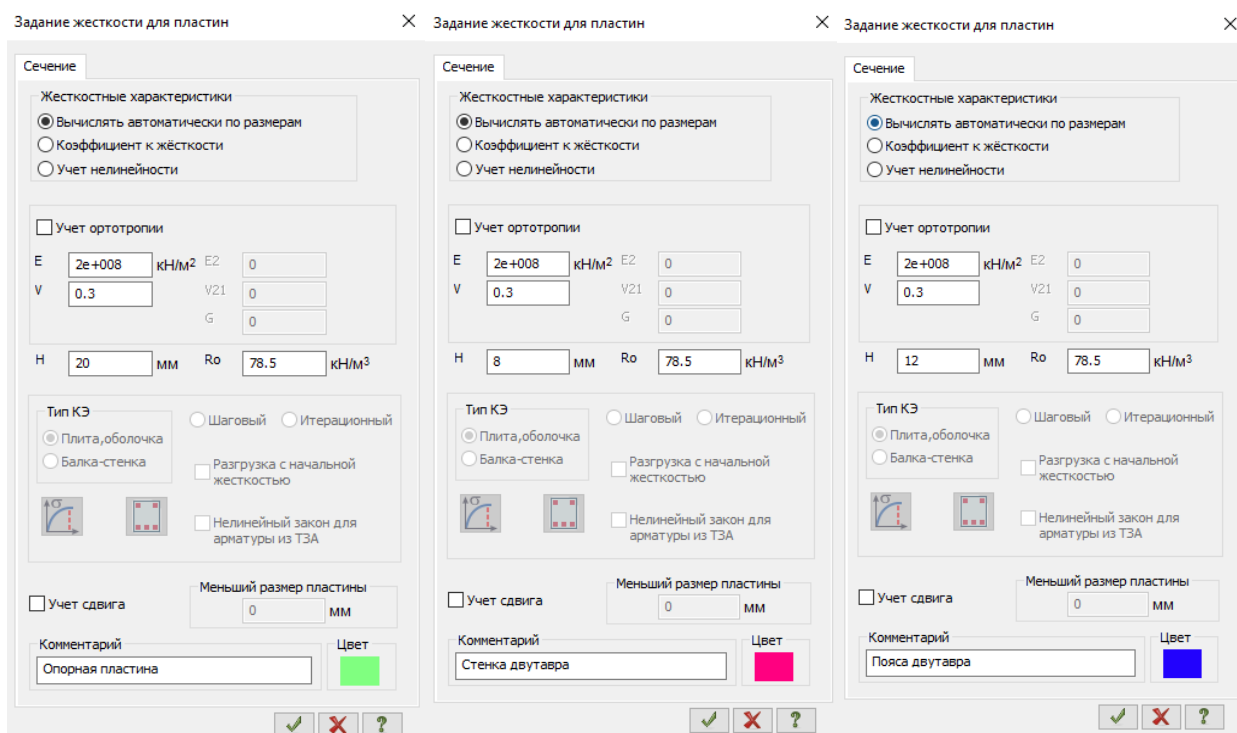 Задание жесткости для пластин
Сечение
Жесткостные характеристики
Вычислять автоматически по размерам
Коэффициент к жёсткости
Учет нелинейности
Учет ортотропии
E 2e+008 кН/м2 E2 0
V 0.3 V21 0
G 0
H 20 мм Ro 78.5 кН/м3
Тип КЭ
Шаговый Итерационный
Плита,оболочка
Балка-стенка
Разгрузка с начальной
жесткостью
σ
Нелинейный закон для
арматуры из ТЗА
Меньший размер пластины
Учет сдвига 0 мм
Комментарий Цвет
Опорная пластина
?
Задание жесткости для пластин
Сечение
Жесткостные характеристики
Вычислять автоматически по размерам
Коэффициент к жёсткости
Учет нелинейности
Учет ортотропии
E 2e+008 кН/м2 E2 0
V 0.3 V21 0
G 0
H 8 мм Ro 78.5 кН/м3
Тип КЭ
Шаговый Итерационный
Плита,оболочка
Балка-стенка
Разгрузка с начальной
жесткостью
σ
Нелинейный закон для
арматуры из ТЗА
Меньший размер пластины
Учет сдвига 0 мм
Комментарий Цвет
Стенка двутавра
?
Задание жесткости для пластин
Сечение
Жесткостные характеристики
Вычислять автоматически по размерам
Коэффициент к жёсткости
Учет нелинейности
Учет ортотропии
E 2e+008 кН/м2 E2 0
V 0.3 V21 0
G 0
H 12 мм Ro 78.5 кН/м3
Тип КЭ
Шаговый Итерационный
Плита,оболочка
Балка-стенка
Разгрузка с начальной
жесткостью
σ
Нелинейный закон для
арматуры из ТЗА
Меньший размер пластины
Учет сдвига 0 мм
Комментарий Цвет
Пояса двутавра
?